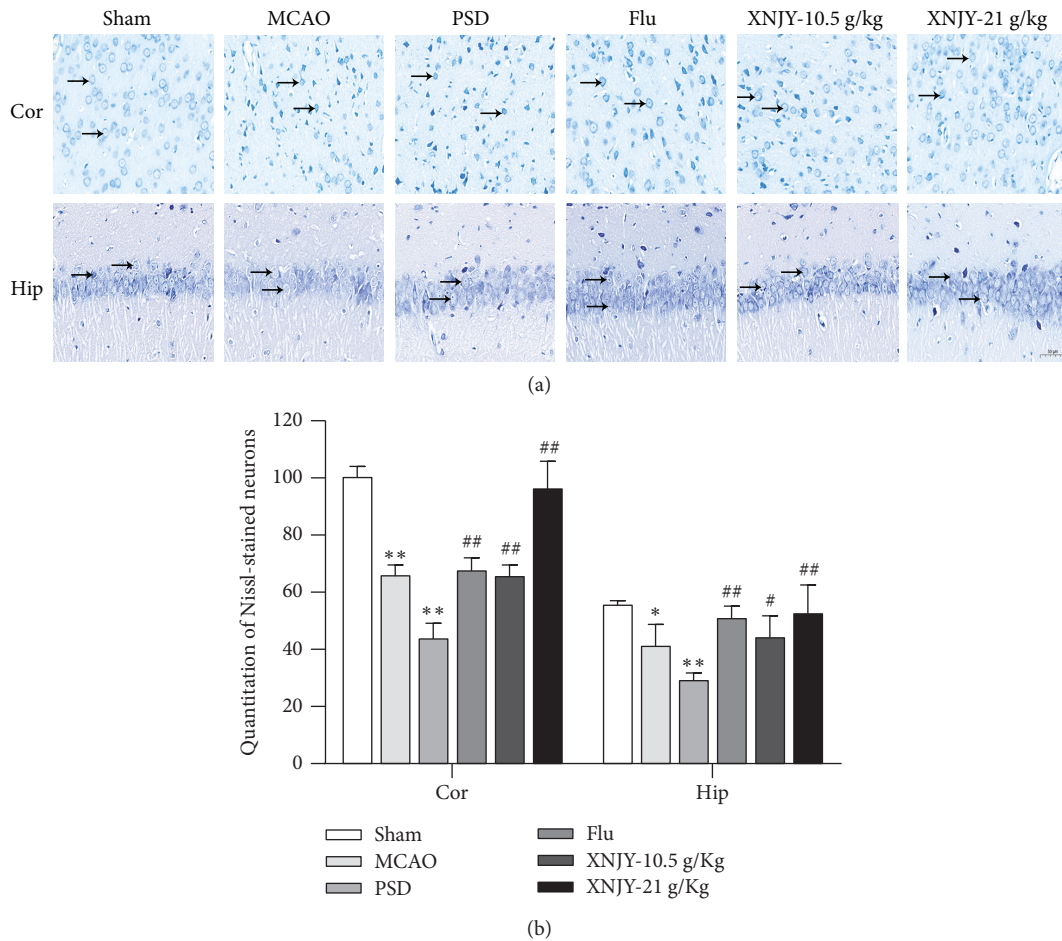 Sham MCAO PSD Flu XNJY-10.5 g/kg XNJY-21 g/kg
Cor
Hip
50 μm
(a)
Quantitation of Nissl-stained neurons
120
100
80
60
40
20
0
** ** ## ## ##
* ** ## # ##
Cor Hip
Sham Flu
MCAO XNJY-10.5 g/Kg
PSD XNJY-21 g/Kg
(b)